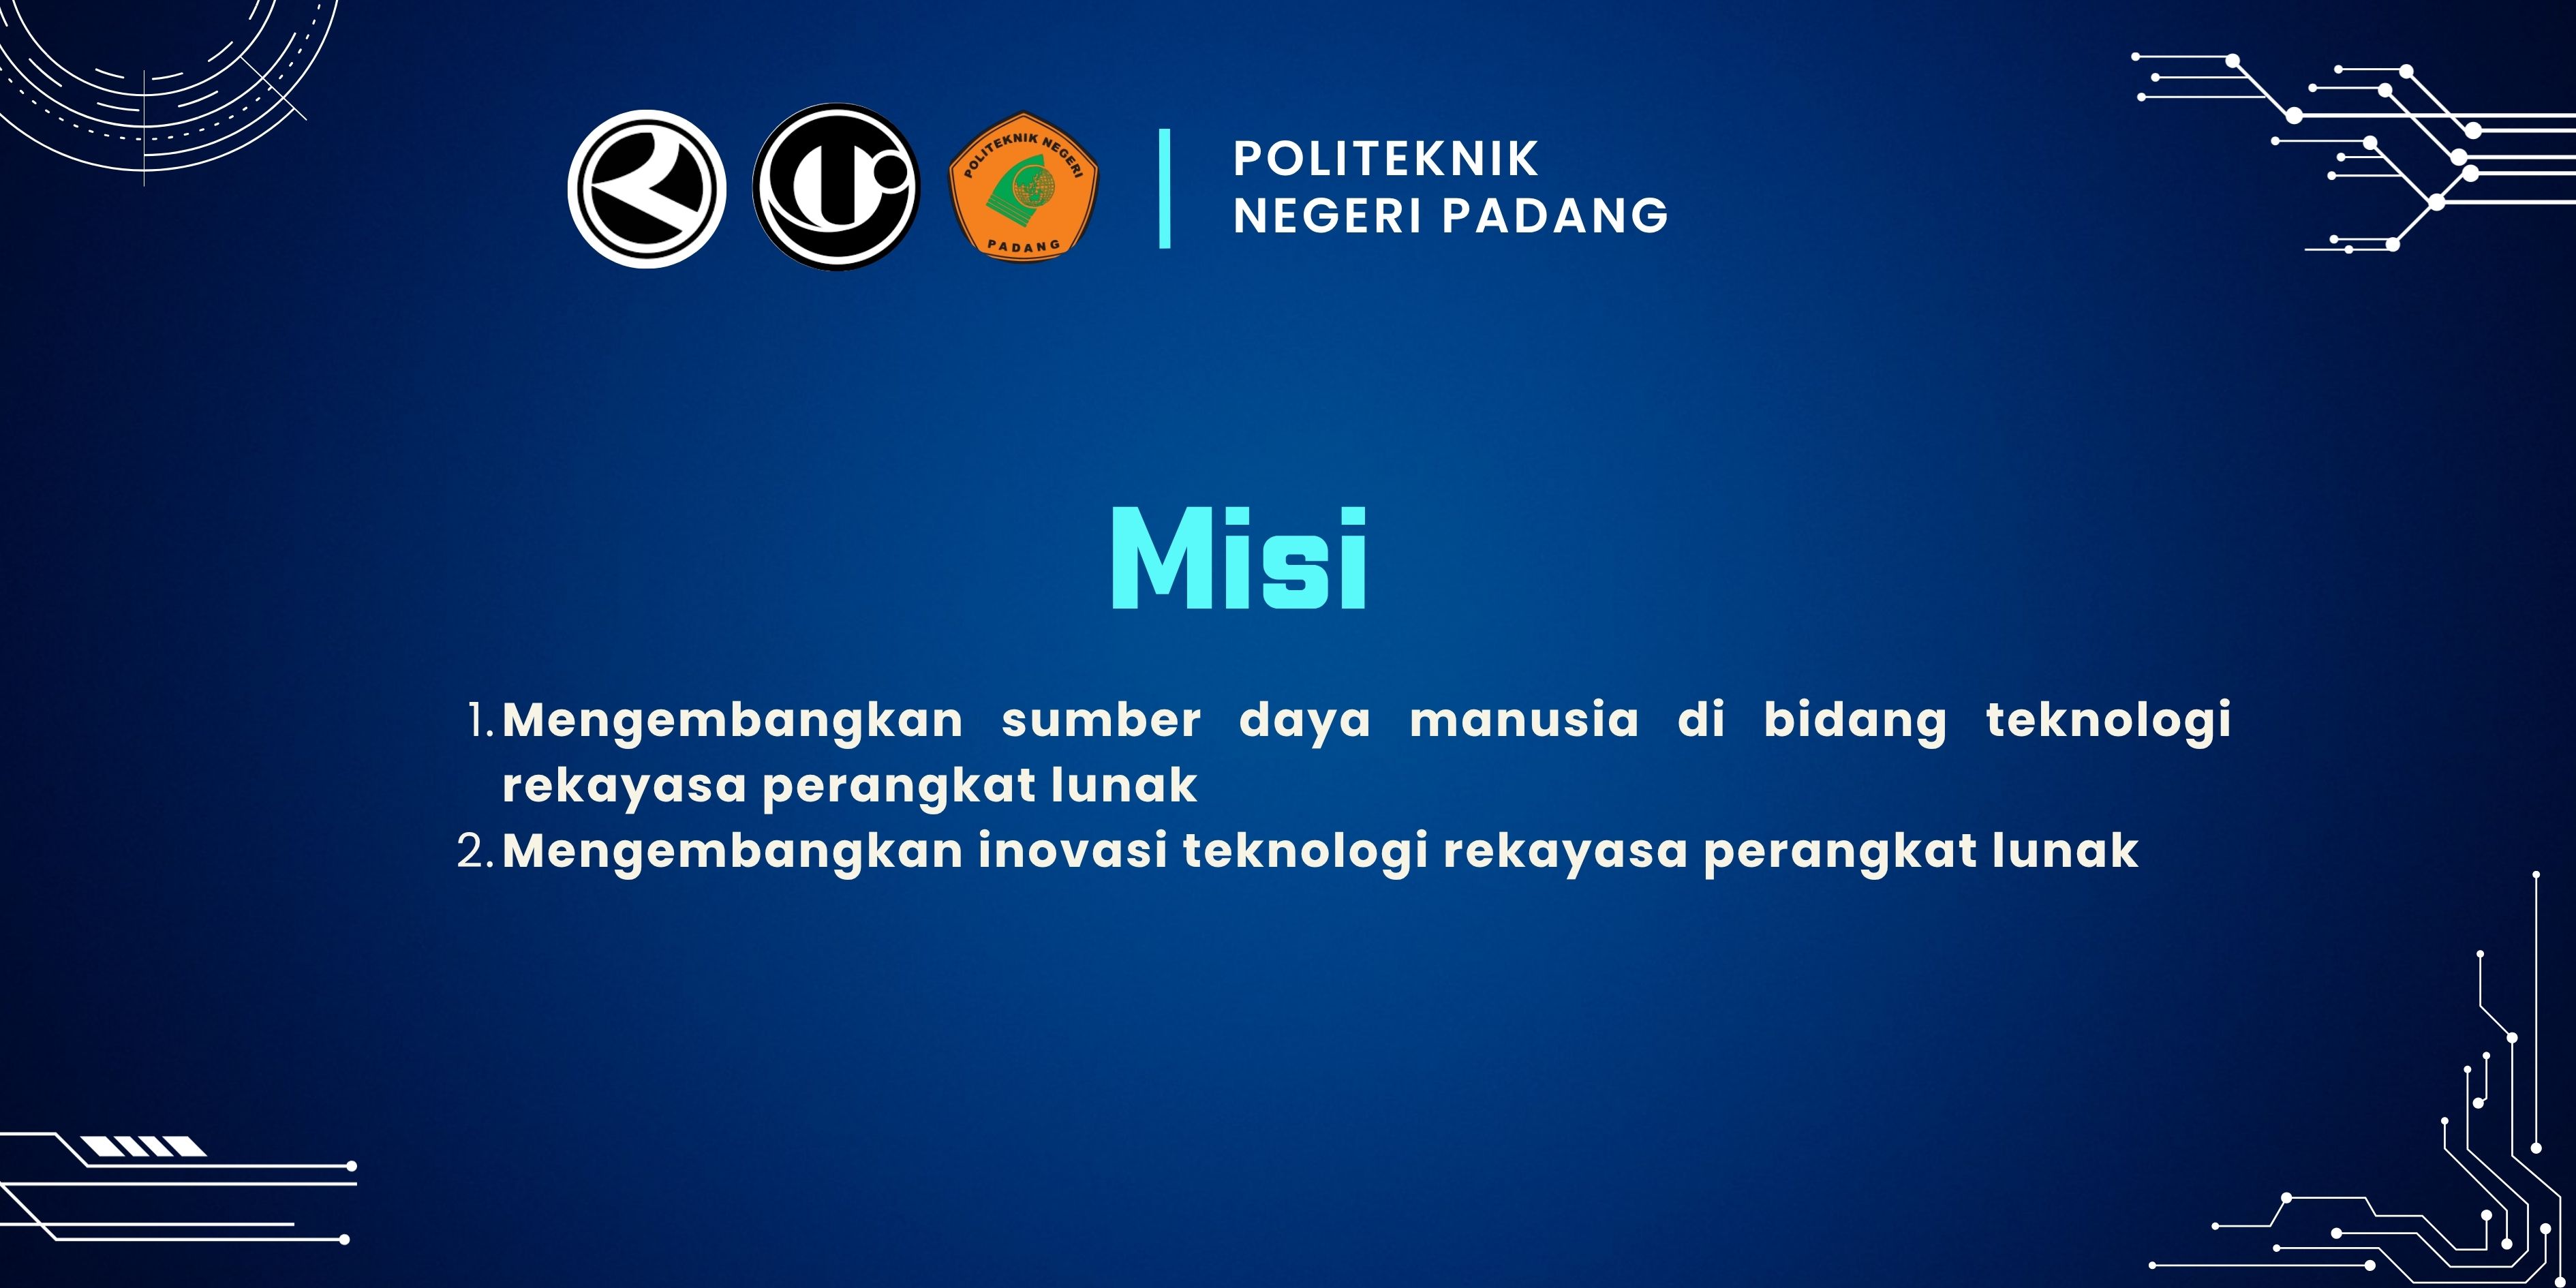 POLITEKNIK NEGERI
PADANG
POLITEKNIK
NEGERI PADANG
Misi
1. Mengembangkan sumber daya manusia di bidang teknologi
rekayasa perangkat lunak
2. Mengembangkan inovasi teknologi rekayasa perangkat lunak